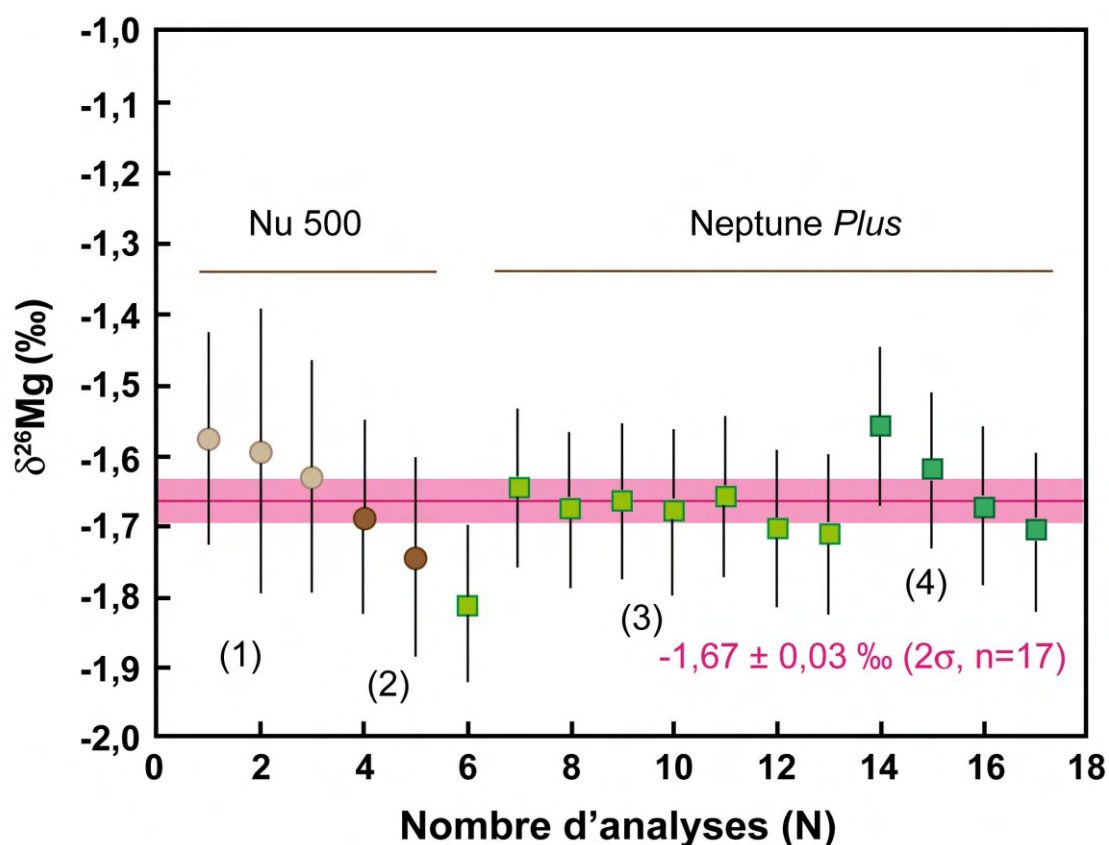 -1,0
-1,1
-1,2
-1,3
-1,4
-1,5
-1,6
-1,7
-1,8
-1,9
-2,0
δ²⁶Mg (‰)
Nu 500
Neptune Plus
(1)
(2)
(3)
(4)
-1,67 ± 0,03 ‰ (2σ, n=17)
0 2 4 6 8 10 12 14 16 18
Nombre d’analyses (N)